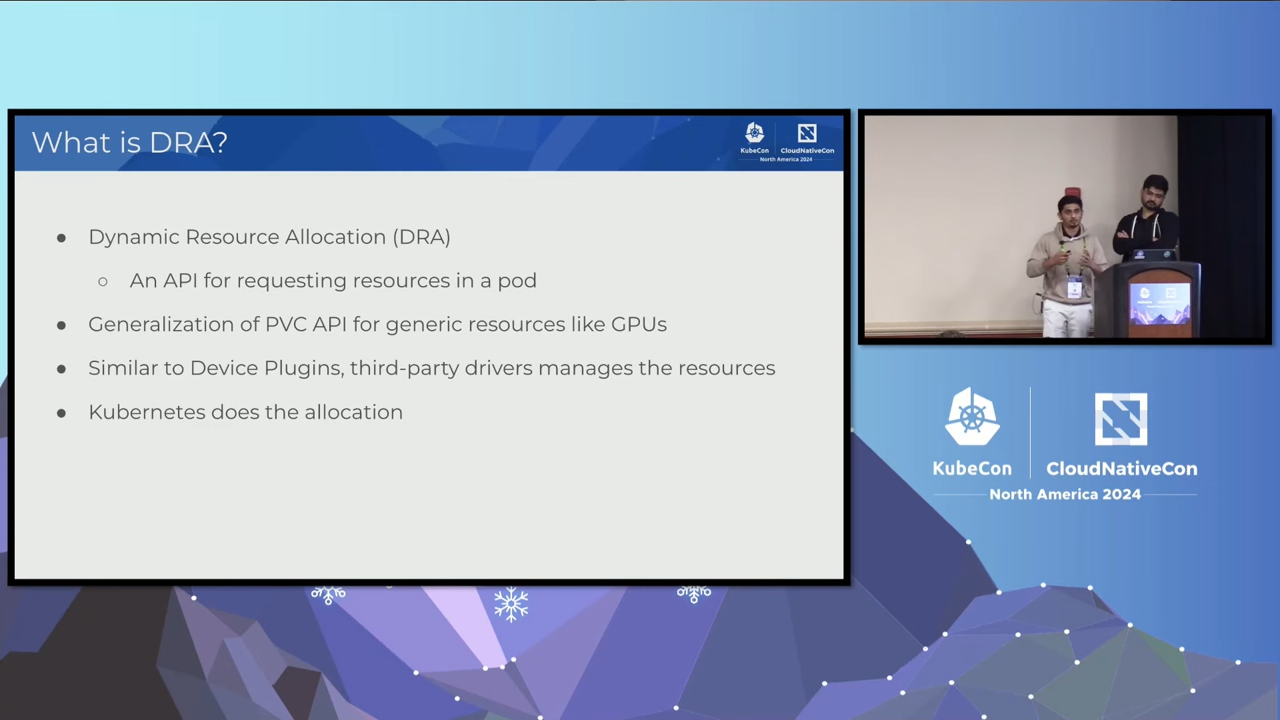 What is DRA?
KubeCon
CloudNativeCon
North America 2024
● Dynamic Resource Allocation (DRA)
○ An API for requesting resources in a pod
● Generalization of PVC API for generic resources like GPUs
● Similar to Device Plugins, third-party drivers manages the resources
● Kubernetes does the allocation
KubeCon
CloudNativeCon
North America 2024